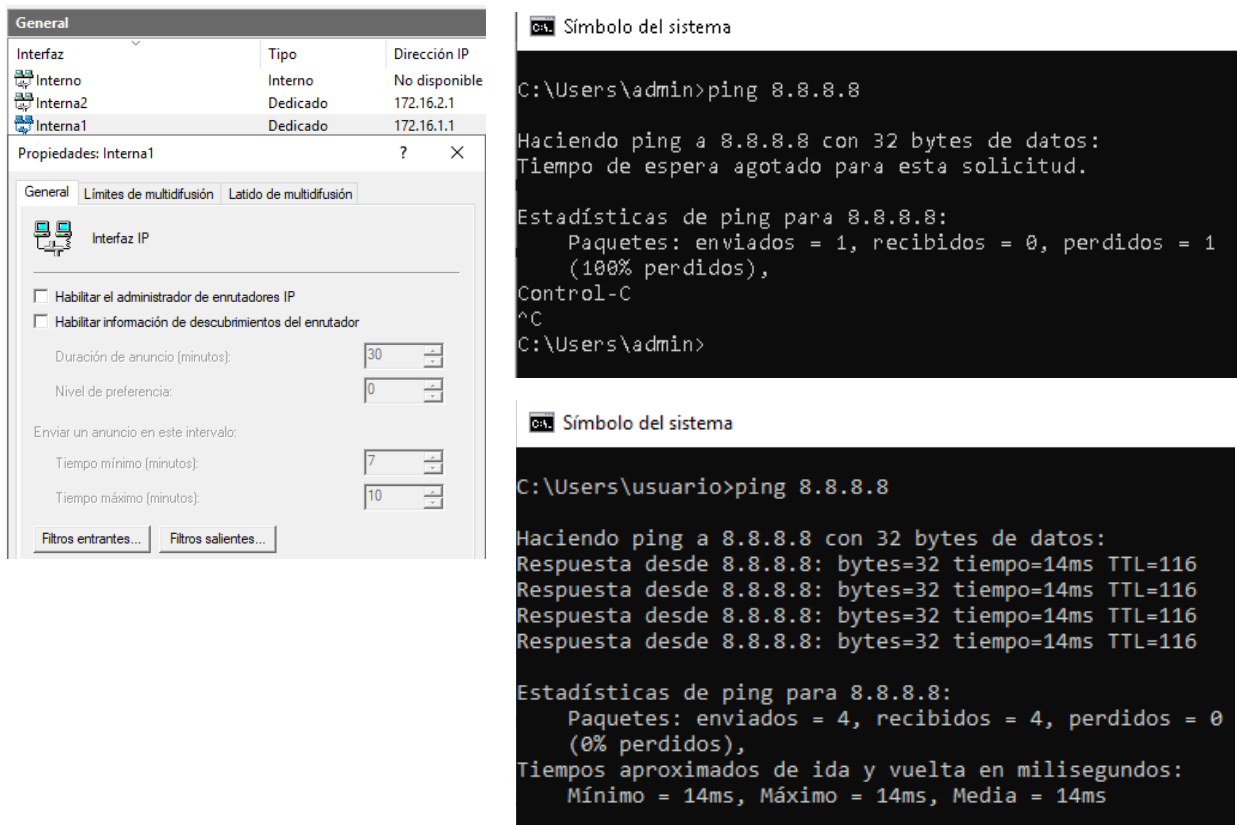 General
Interfaz Tipo Dirección IP
Interno Interno No disponible
Interna2 Dedicado 172.16.2.1
Interna1 Dedicado 172.16.1.1
Propiedades: Interna1 ? ×
General Límites de multidifusión Latido de multidifusión
Interfaz IP
Habilitar el administrador de enrutadores IP
Habilitar información de descubrimientos del enrutador
Duración de anuncio (minutos): 30
Nivel de preferencia: 0
Enviar un anuncio en este intervalo:
Tiempo mínimo (minutos): 7
Tiempo máximo (minutos): 10
Filtros entrantes... Filtros salientes...
Símbolo del sistema
C:\Users\admin>ping 8.8.8.8
Haciendo ping a 8.8.8.8 con 32 bytes de datos:
Tiempo de espera agotado para esta solicitud.
Estadísticas de ping para 8.8.8.8:
Paquetes: enviados = 1, recibidos = 0, perdidos = 1
(100% perdidos),
Control-C
^C
C:\Users\admin>
Símbolo del sistema
C:\Users\usuario>ping 8.8.8.8
Haciendo ping a 8.8.8.8 con 32 bytes de datos:
Respuesta desde 8.8.8.8: bytes=32 tiempo=14ms TTL=116
Respuesta desde 8.8.8.8: bytes=32 tiempo=14ms TTL=116
Respuesta desde 8.8.8.8: bytes=32 tiempo=14ms TTL=116
Respuesta desde 8.8.8.8: bytes=32 tiempo=14ms TTL=116
Estadísticas de ping para 8.8.8.8:
Paquetes: enviados = 4, recibidos = 4, perdidos = 0
(0% perdidos),
Tiempos aproximados de ida y vuelta en milisegundos:
Mínimo = 14ms, Máximo = 14ms, Media = 14ms